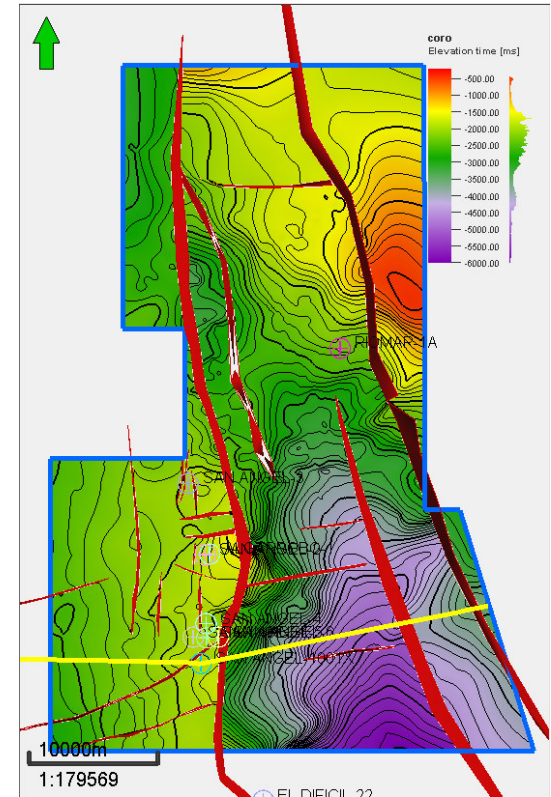 coro
Elevation time [ms]
-500.00
-1000.00
-1500.00
-2000.00
-2500.00
-3000.00
-3500.00
-4000.00
-4500.00
-5000.00
-5500.00
-6000.00
RIOMAR-1A
SAN ANGEL-3
SAN ANGEL-4
EL DIFICIL 22
10000m
1:179569